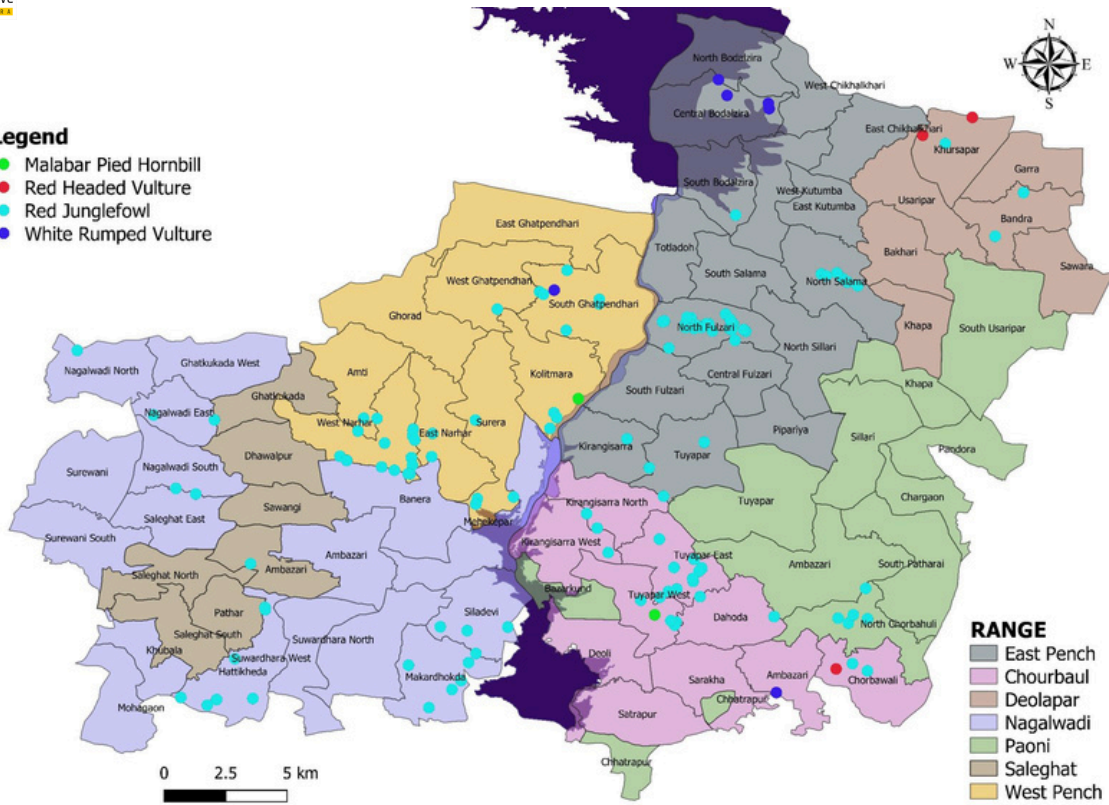 N
W E
S
Legend
Malabar Pied Hornbill
Red Headed Vulture
Red Junglefowl
White Rumped Vulture
North Bodalzira
West Chikhalkhari
Central Bodalzira
East Chikhalkhari
Khursapar
Garra
South Bodalzira
West Kutumba
East Kutumba
Usaripar
Bandra
East Ghatpendhari
Totladoh
Bakhari
Sawara
West Ghatpendhari
South Salama
North Salama
South Ghatpendhari
Ghorad
North Fulzari
Khapa
South Usaripar
North Sillari
Ghatkukada West
Nagalwadi North
Amti
Kolitmara
Central Fulzari
Khapa
South Fulzari
Ghatkukada
Nagalwadi East
West Narhar
East Narhar
Surera
Pipariya
Sillari
Kirangisarra
Pandora
Dhawalpur
Tuyapar
Surewani
Nagalwadi South
Banera
Tuyapar
Chargaon
Sawangi
Kirangisarra North
Saleghat East
Mehekepar
Surewani South
Kirangisarra West
Ambazari
Tuyapar East
Ambazari
South Patharai
Saleghat North
Ambazari
Bazarkund
Tuyapar West
Pathar
Siladevi
Dahoda
North Chorbahuli
Saleghat South
Suwardhara North
Khubala
Suwardhara West
Deoli
Hattikheda
Makardhokda
Sarakha
Ambazari
Chorbawali
Chhatrapur
Mohagaon
Satrapur
Chhatrapur
0 2.5 5 km
RANGE
East Pench
Chourbaul
Deolapar
Nagalwadi
Paoni
Saleghat
West Pench